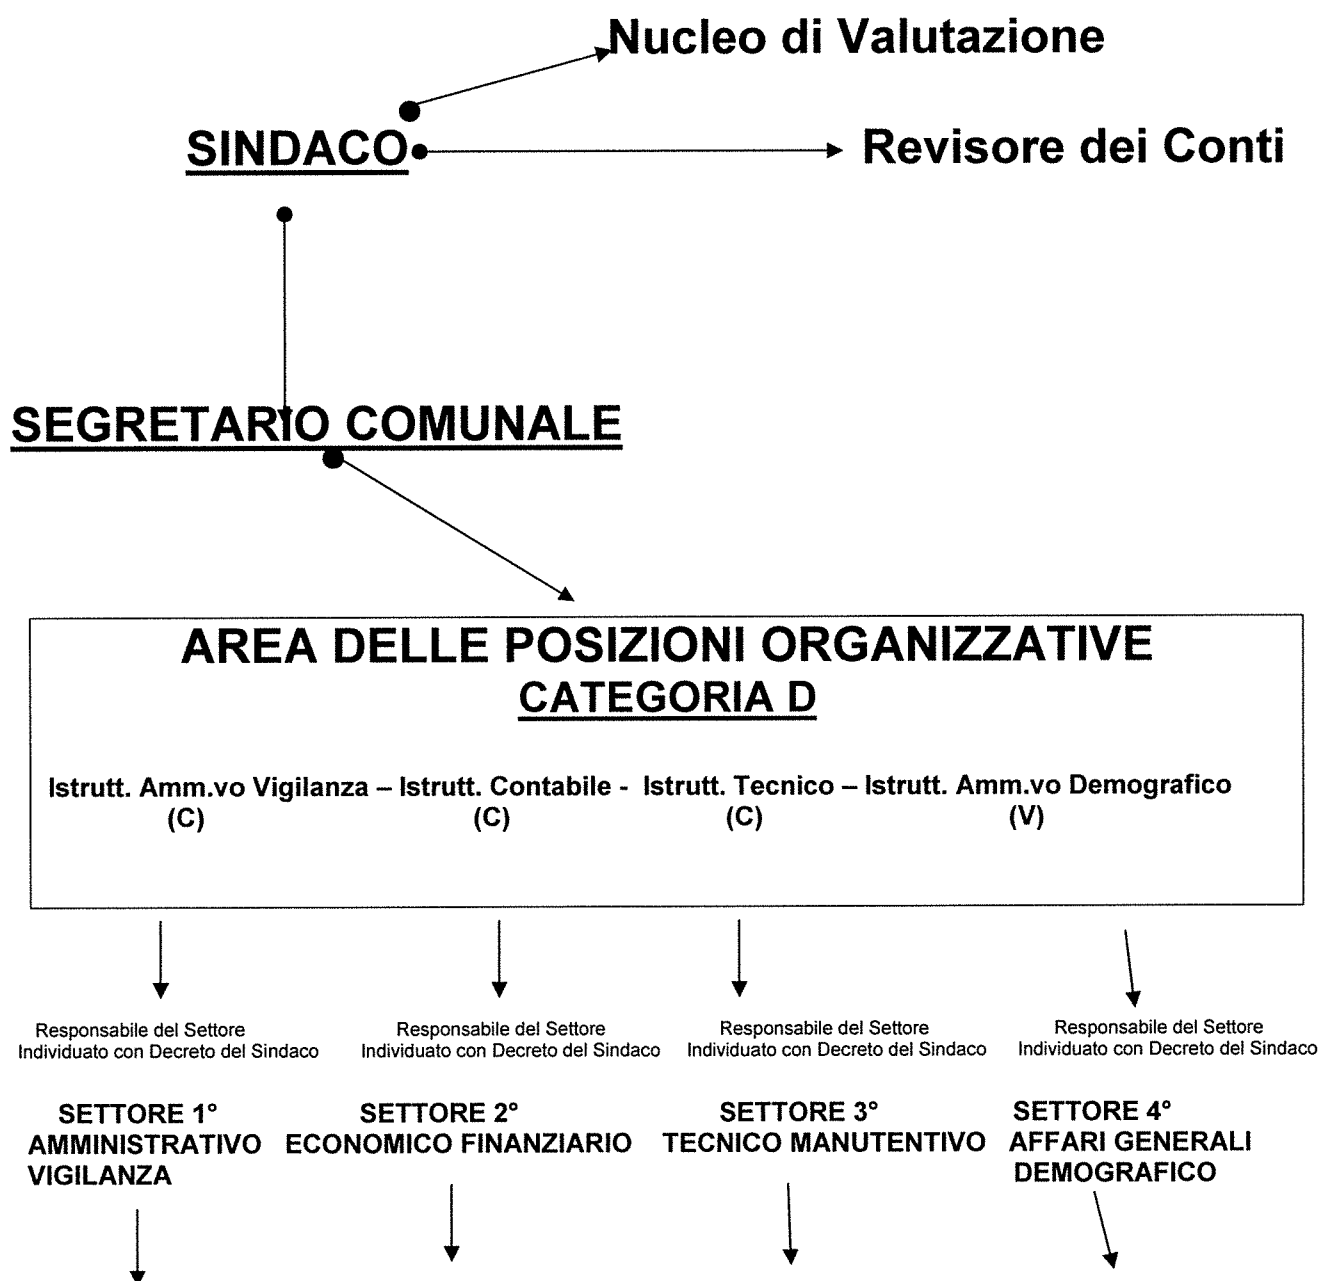 Nucleo di Valutazione
SINDACO
Revisore dei Conti
SEGRETARIO COMUNALE
AREA DELLE POSIZIONI ORGANIZZATIVE
CATEGORIA D
Istrutt. Amm.vo Vigilanza – Istrutt. Contabile - Istrutt. Tecnico – Istrutt. Amm.vo Demografico
(C) (C) (C) (V)
Responsabile del Settore
Individuato con Decreto del Sindaco
Responsabile del Settore
Individuato con Decreto del Sindaco
Responsabile del Settore
Individuato con Decreto del Sindaco
Responsabile del Settore
Individuato con Decreto del Sindaco
SETTORE 1°
AMMINISTRATIVO
VIGILANZA
SETTORE 2°
ECONOMICO FINANZIARIO
SETTORE 3°
TECNICO MANUTENTIVO
SETTORE 4°
AFFARI GENERALI
DEMOGRAFICO